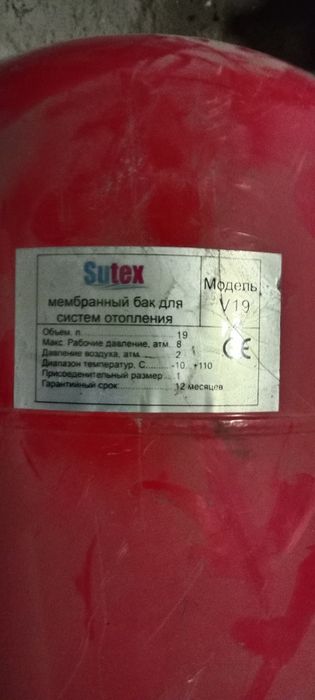 Sutex
Модель
V19
мембранный бак для
систем отопления
Объем. л. 19
Макс. Рабочие давление, атм. 8
Давление воздуха, атм. 2
Диапазон температур, С........-10..+110
Присоеденительный размер....1
Гарантийный срок 12 месяцев
CE